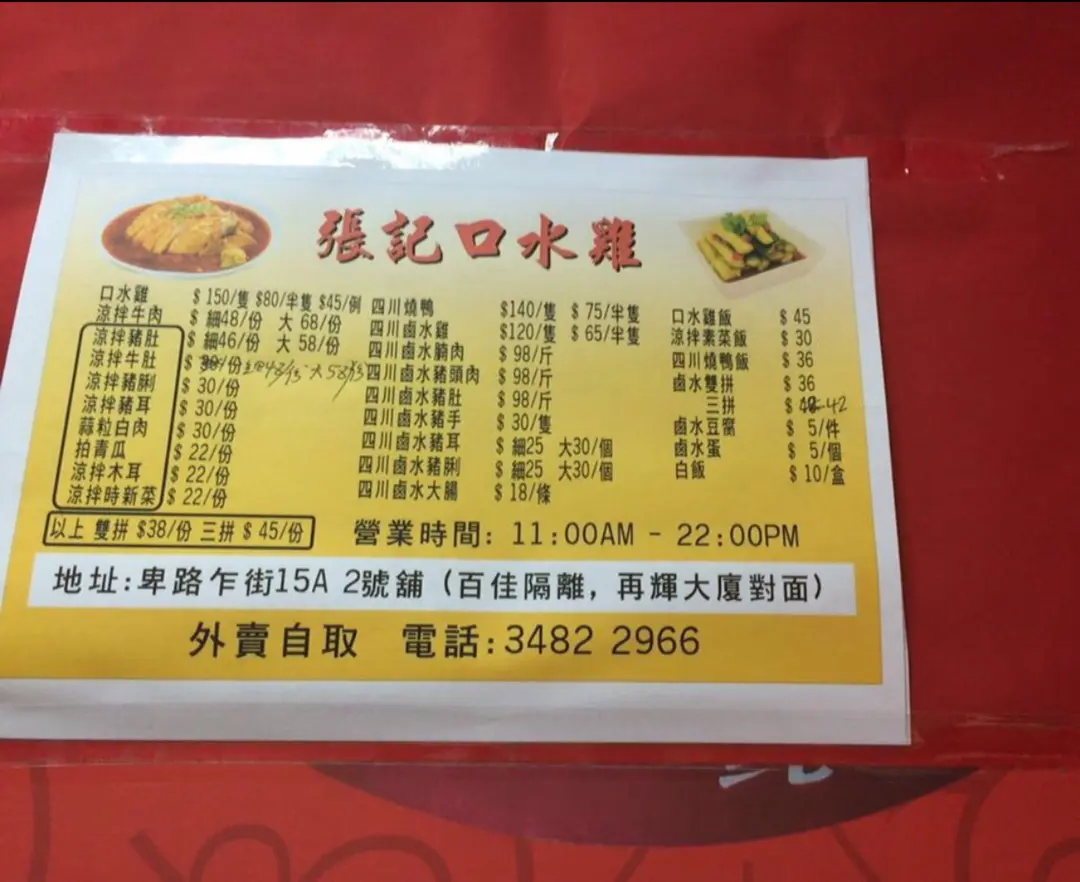 張記口水雞
口水雞 $ 150/隻 $80/半隻 $45/例
涼拌牛肉 $ 細48/份 大 68/份
涼拌豬肚 $ 細46/份 大 58/份
涼拌牛肚 $ 30/份 細48/份 大58/份
涼拌豬脷 $ 30/份
涼拌豬耳 $ 30/份
蒜粒白肉 $ 30/份
拍青瓜 $ 22/份
涼拌木耳 $ 22/份
涼拌時新菜 $ 22/份
以上 雙拼 $38/份 三拼 $ 45/份
四川燒鴨 $140/隻 $ 75/半隻
四川鹵水雞 $120/隻 $ 65/半隻
四川鹵水腩肉 $ 98/斤
四川鹵水豬頭肉 $ 98/斤
四川鹵水豬肚 $ 98/斤
四川鹵水豬手 $ 30/隻
四川鹵水豬耳 $ 細25 大30/個
四川鹵水豬脷 $ 細25 大30/個
四川鹵水大腸 $ 18/條
口水雞飯 $ 45
涼拌素菜飯 $ 30
四川燒鴨飯 $ 36
鹵水雙拼 $ 36
三拼 $ 42
鹵水豆腐 $ 5/件
鹵水蛋 $ 5/個
白飯 $ 10/盒
營業時間: 11:00AM - 22:00PM
地址:卑路乍街15A 2號舖 (百佳隔離, 再輝大廈對面)
外賣自取 電話:3482 2966